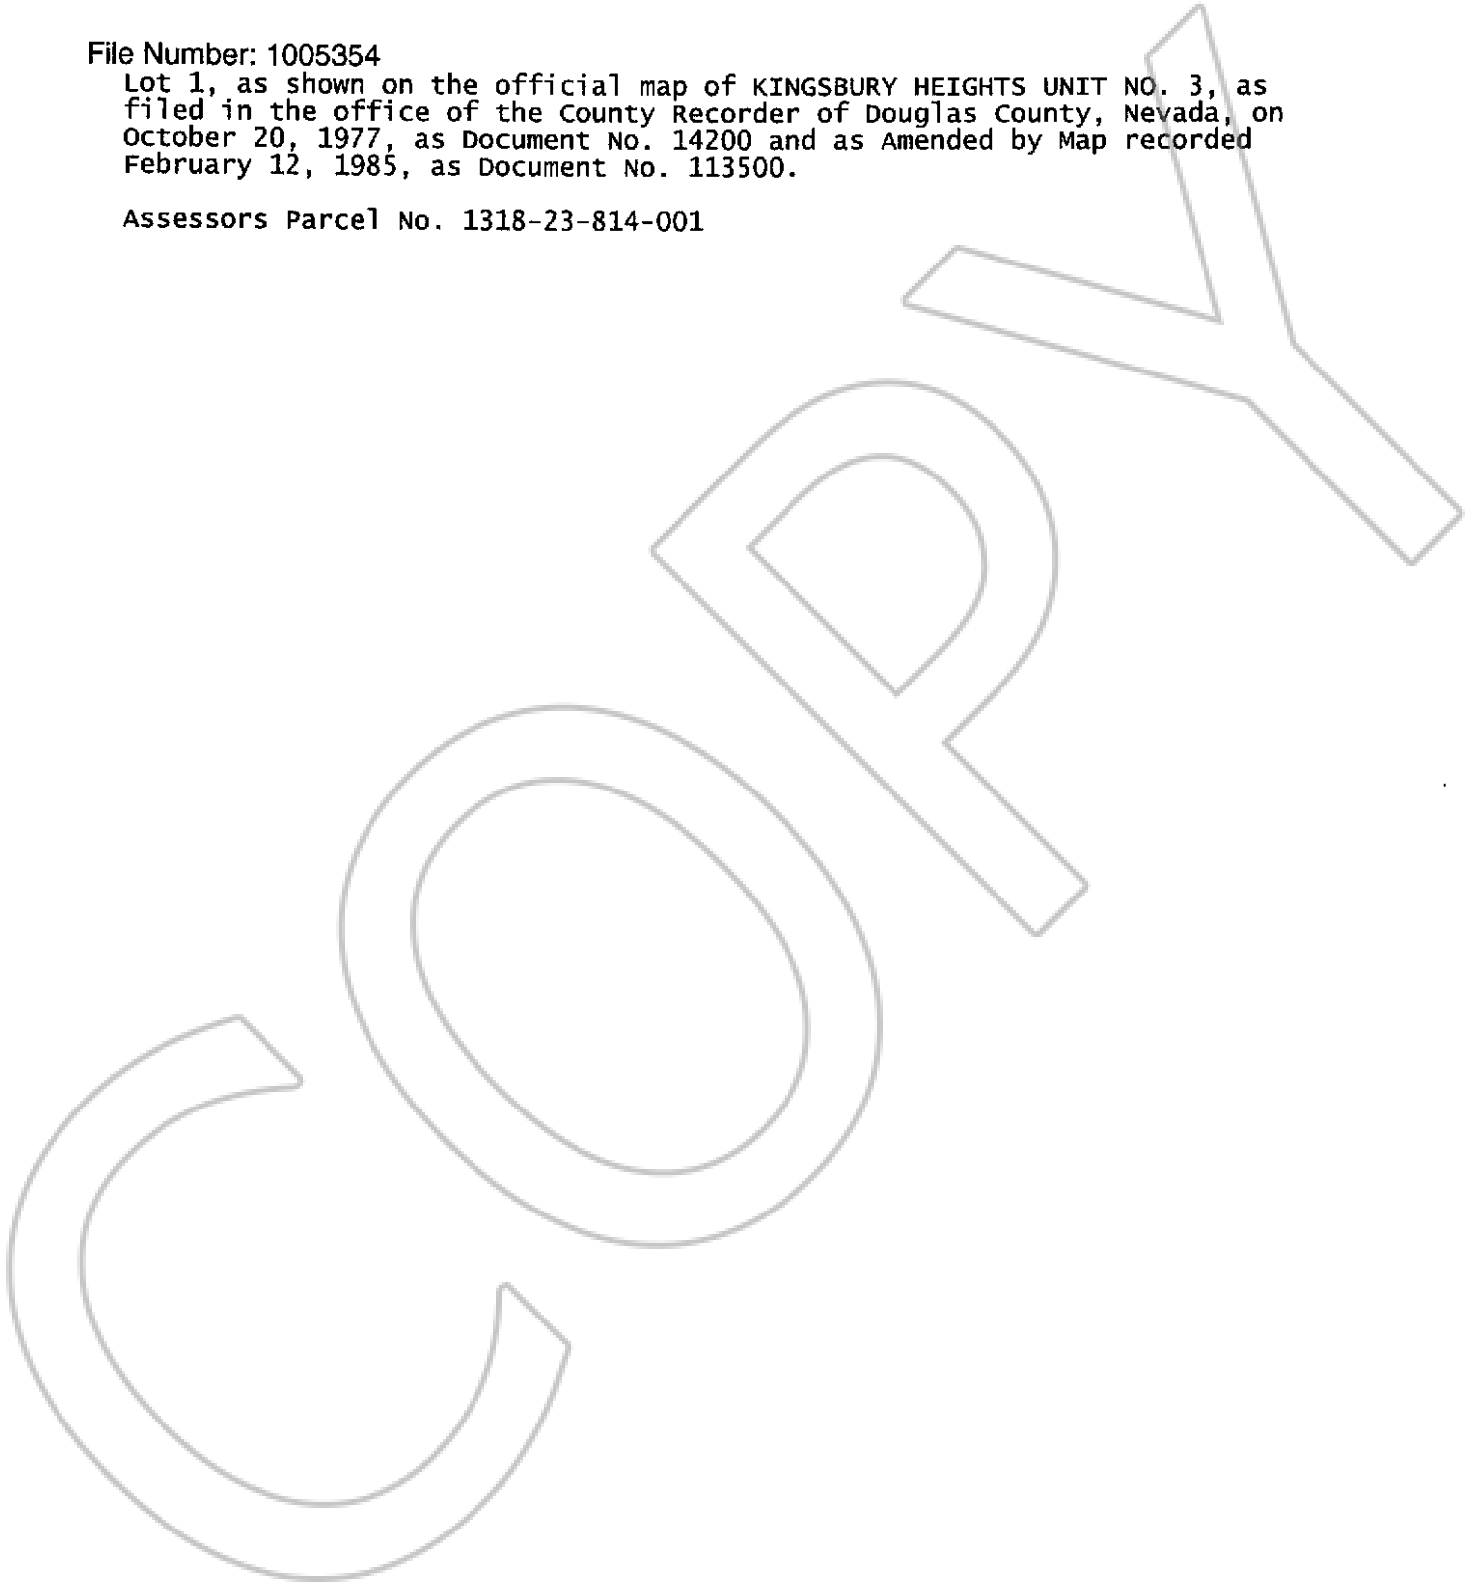 File Number: 1005354
Lot 1, as shown on the official map of KINGSBURY HEIGHTS UNIT NO. 3, as
filed in the office of the County Recorder of Douglas County, Nevada, on
October 20, 1977, as Document No. 14200 and as Amended by Map recorded
February 12, 1985, as Document No. 113500.
Assessors Parcel No. 1318-23-814-001
COPY